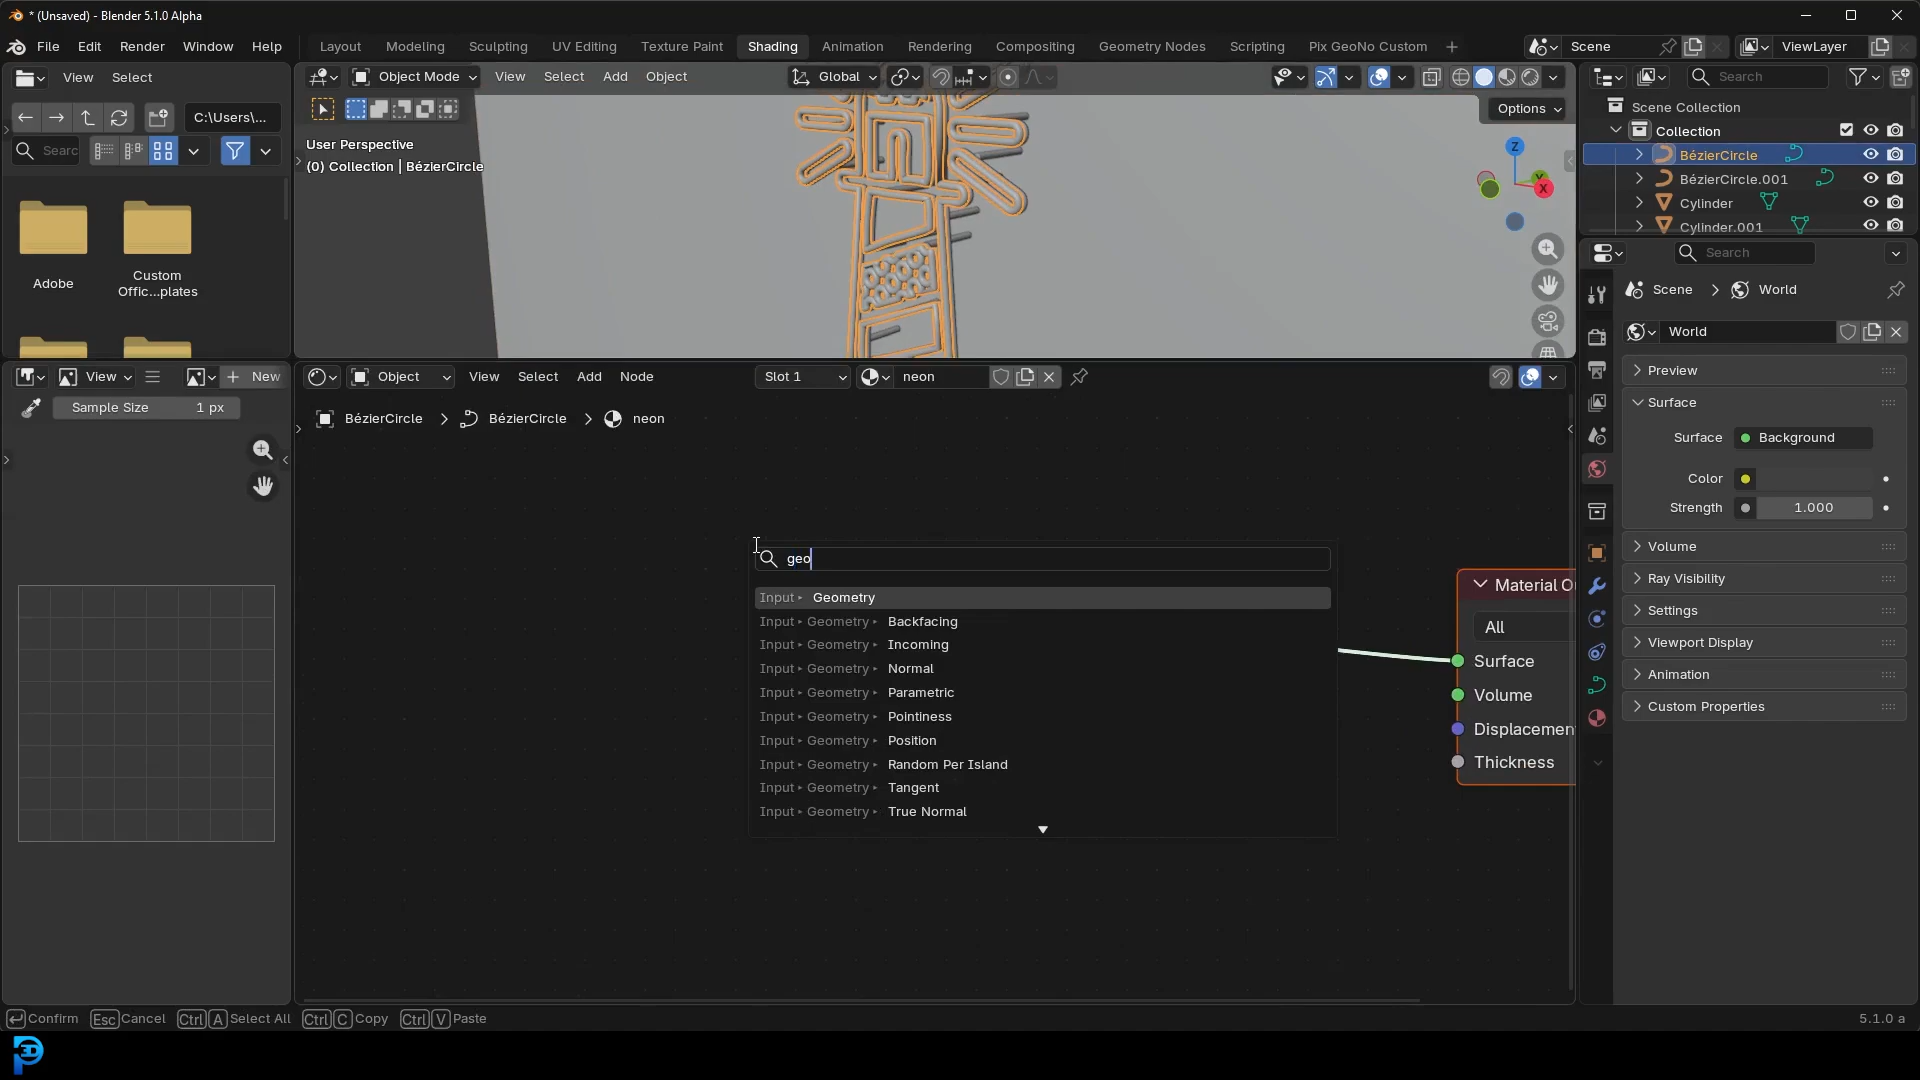 * (Unsaved) - Blender 5.1.0 Alpha
File Edit Render Window Help
Layout Modeling Sculpting UV Editing Texture Paint Shading Animation Rendering Compositing Geometry Nodes Scripting Pix GeoNo Custom
Scene ViewLayer
View Select
Object Mode View Select Add Object Global
Search
C:\Users\...
Options
Scene Collection
Collection
BézierCircle
BézierCircle.001
Cylinder
Cylinder.001
Searc
User Perspective
(0) Collection | BézierCircle
Z
Y
X
Adobe
Custom
Offic...plates
Search
Scene > World
World
Preview
Surface
Surface Background
Color
Strength 1.000
Volume
Ray Visibility
Settings
Viewport Display
Animation
Custom Properties
View New
Sample Size 1 px
Object View Select Add Node Slot 1 neon
BézierCircle > BézierCircle > neon
geo
Input ▸ Geometry
Input ▸ Geometry ▸ Backfacing
Input ▸ Geometry ▸ Incoming
Input ▸ Geometry ▸ Normal
Input ▸ Geometry ▸ Parametric
Input ▸ Geometry ▸ Pointiness
Input ▸ Geometry ▸ Position
Input ▸ Geometry ▸ Random Per Island
Input ▸ Geometry ▸ Tangent
Input ▸ Geometry ▸ True Normal
Material O
All
Surface
Volume
Displacemen
Thickness
Confirm Esc Cancel Ctrl A Select All Ctrl C Copy Ctrl V Paste
5.1.0 a